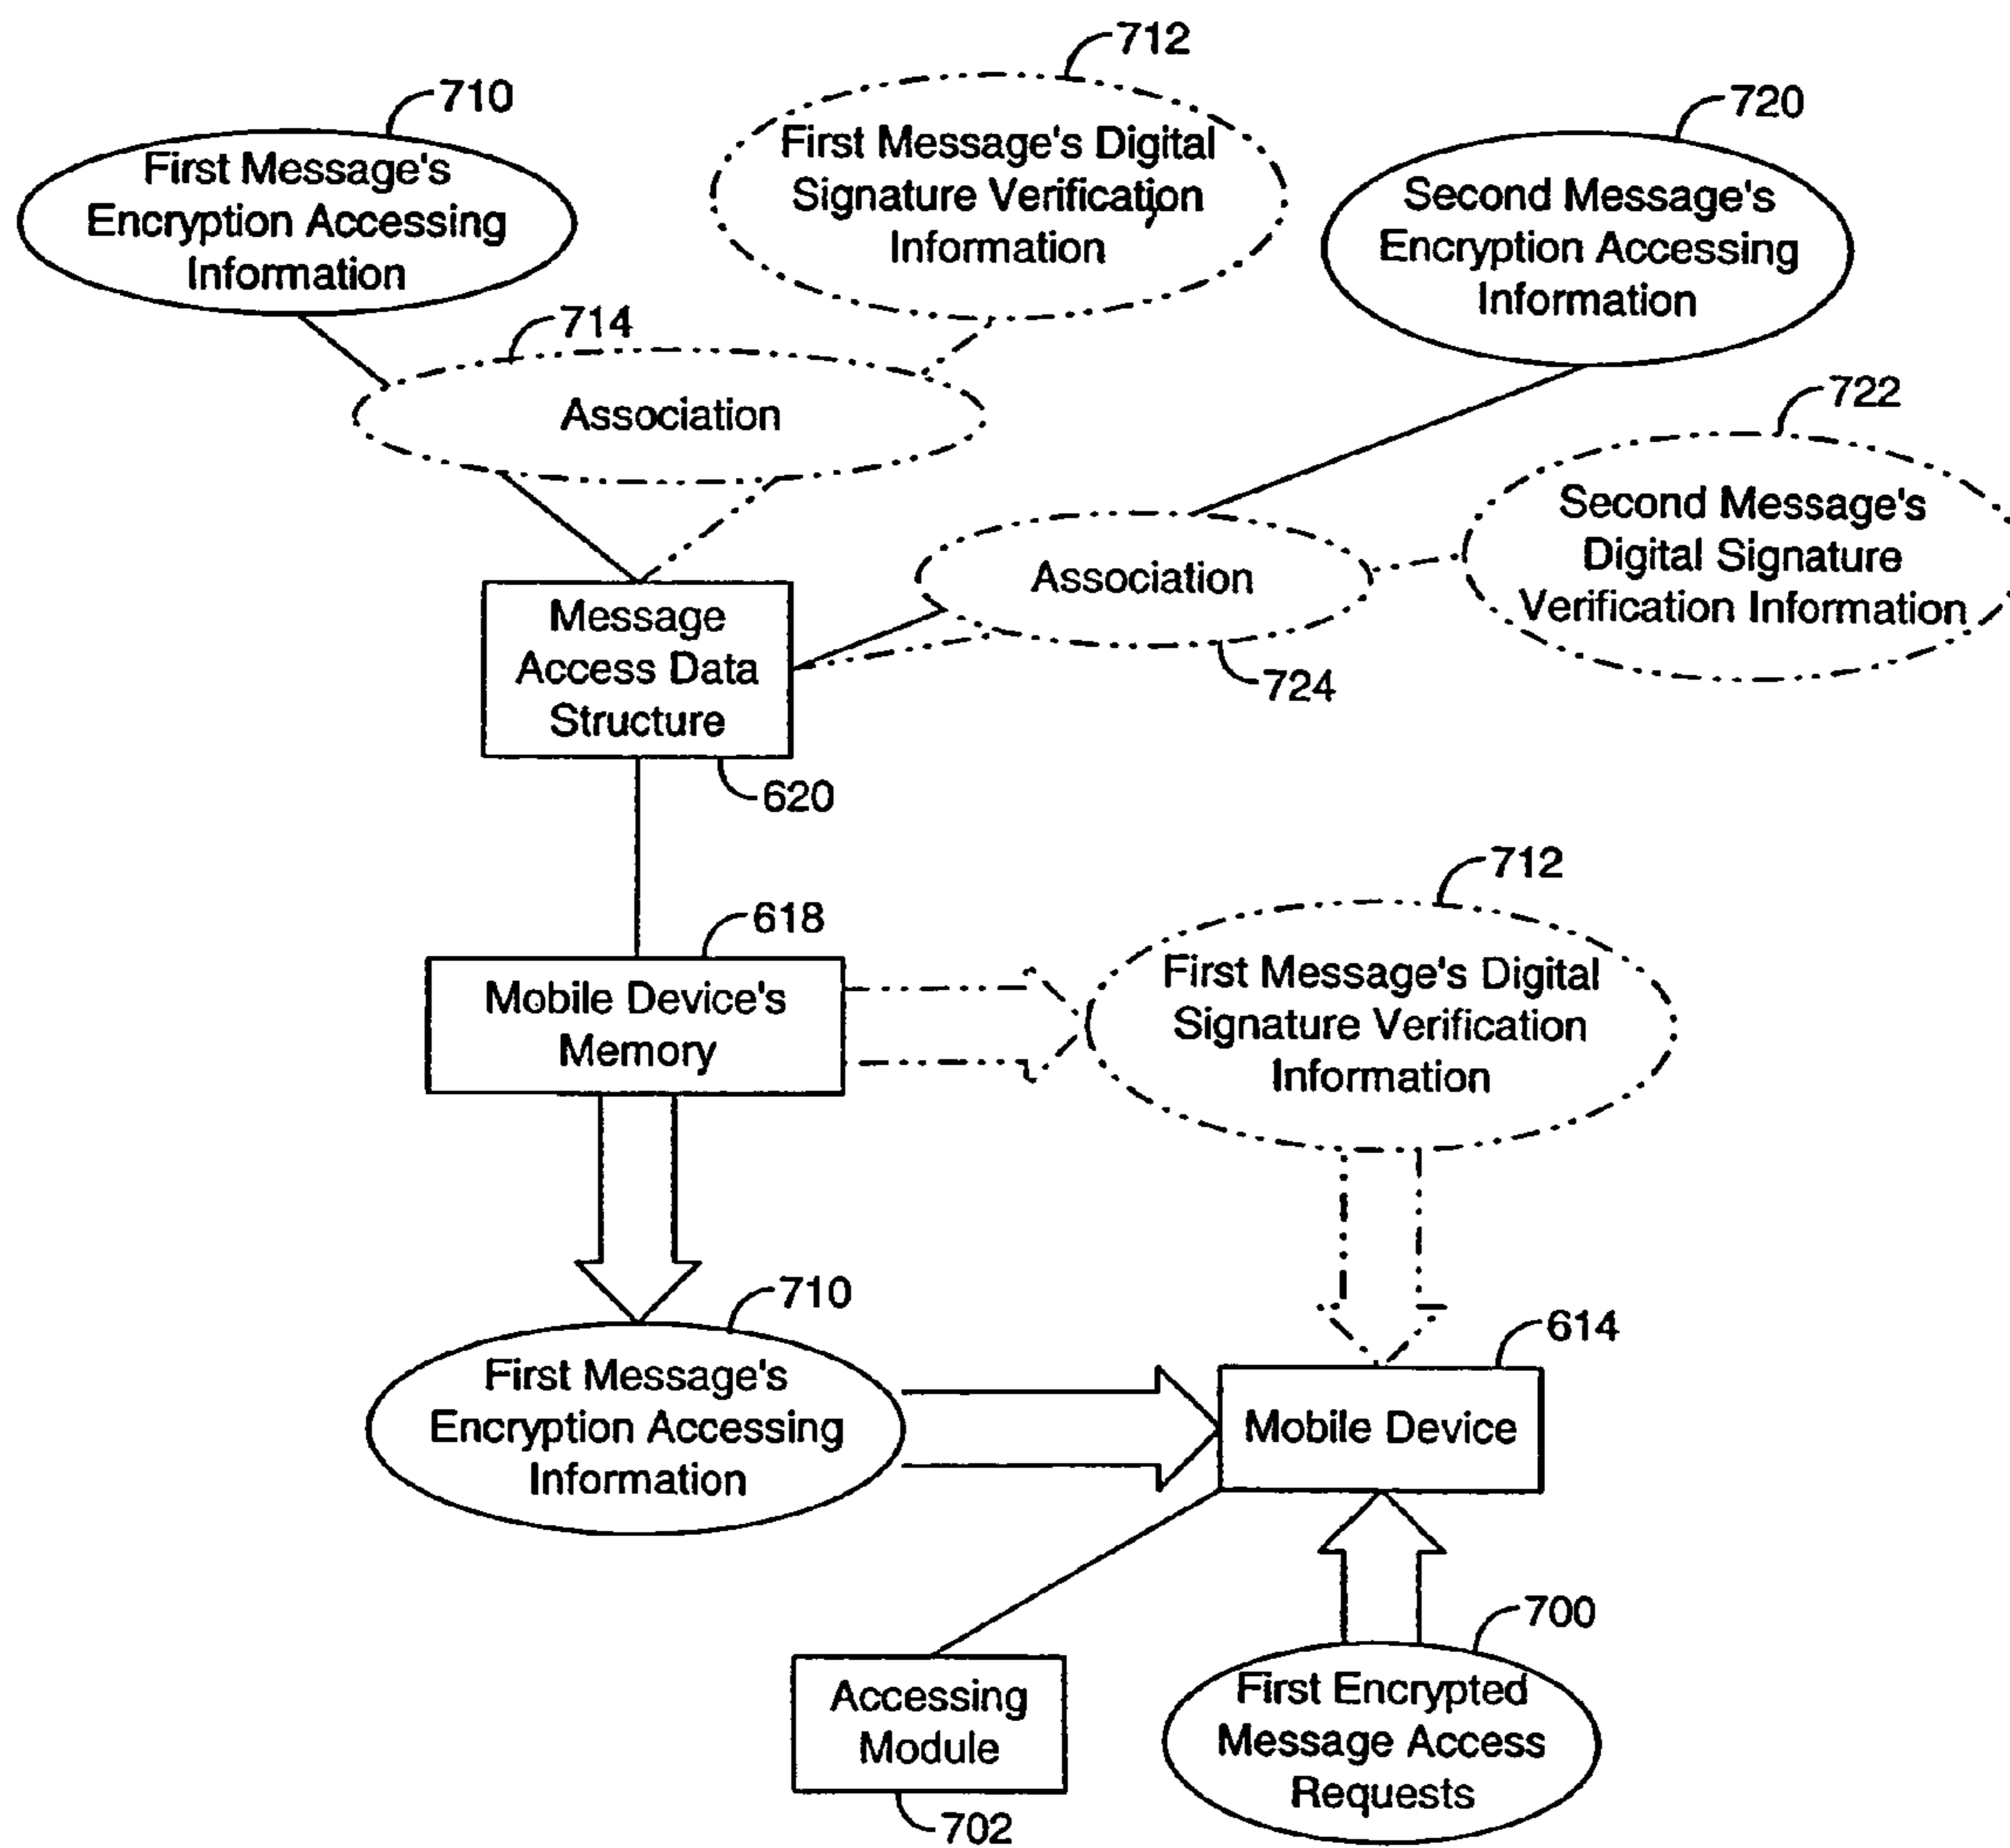 712
710
First Message's
Encryption Accessing
Information
First Message's Digital
Signature Verification
Information
720
Second Message's
Encryption Accessing
Information
714
Association
722
Second Message's
Digital Signature
Verification Information
Association
724
Message
Access Data
Structure
620
618
Mobile Device's
Memory
712
First Message's Digital
Signature Verification
Information
710
First Message's
Encryption Accessing
Information
614
Mobile Device
700
First Encrypted
Message Access
Requests
Accessing
Module
702